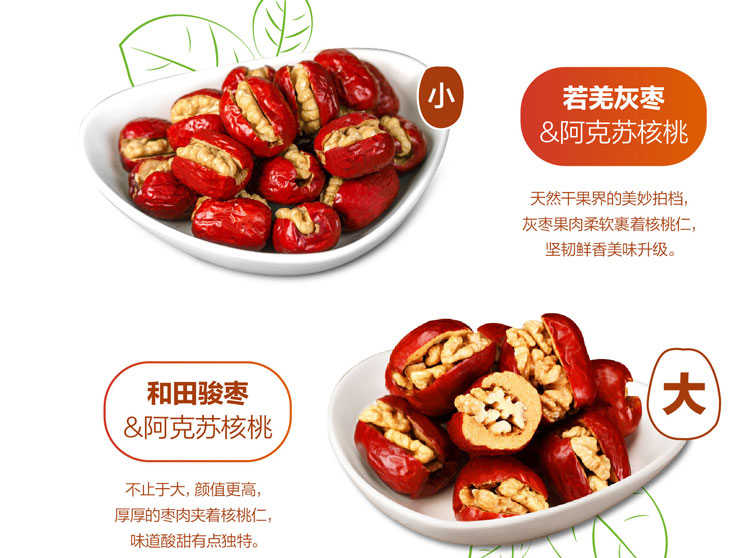 小
若羌灰枣
&阿克苏核桃
天然干果界的美妙拍档，
灰枣果肉柔软裹着核桃仁，
坚韧鲜香美味升级。
大
和田骏枣
&阿克苏核桃
不止于大，颜值更高，
厚厚的枣肉夹着核桃仁，
味道酸甜有点独特。